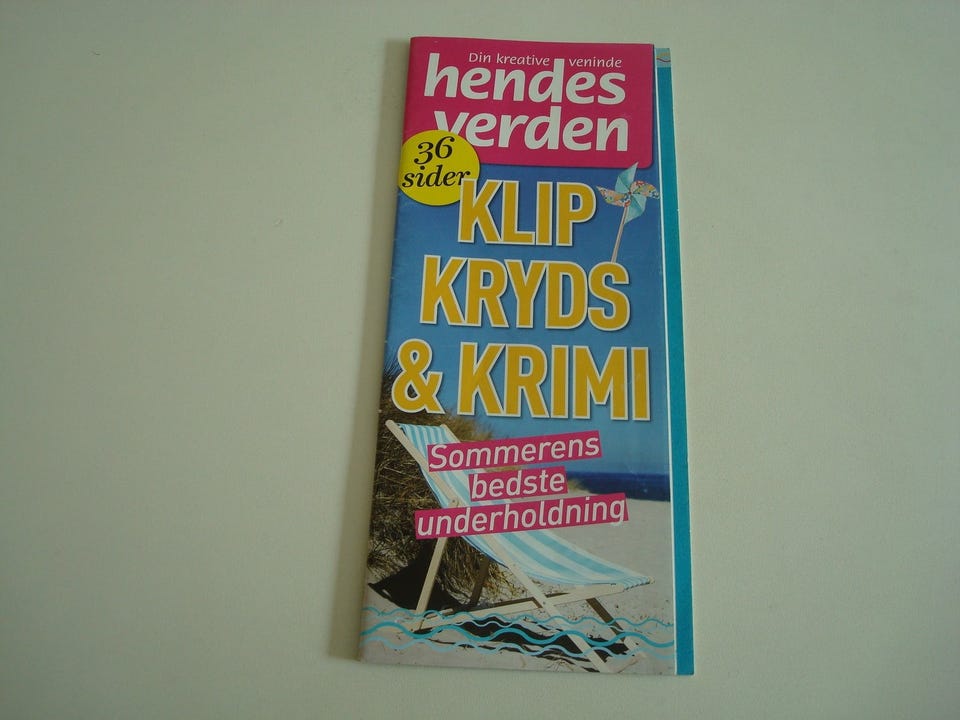 Din kreative veninde
hendes
verden
36
sider
KLIP
KRYDS
& KRIMI
Sommerens
bedste
underholdning